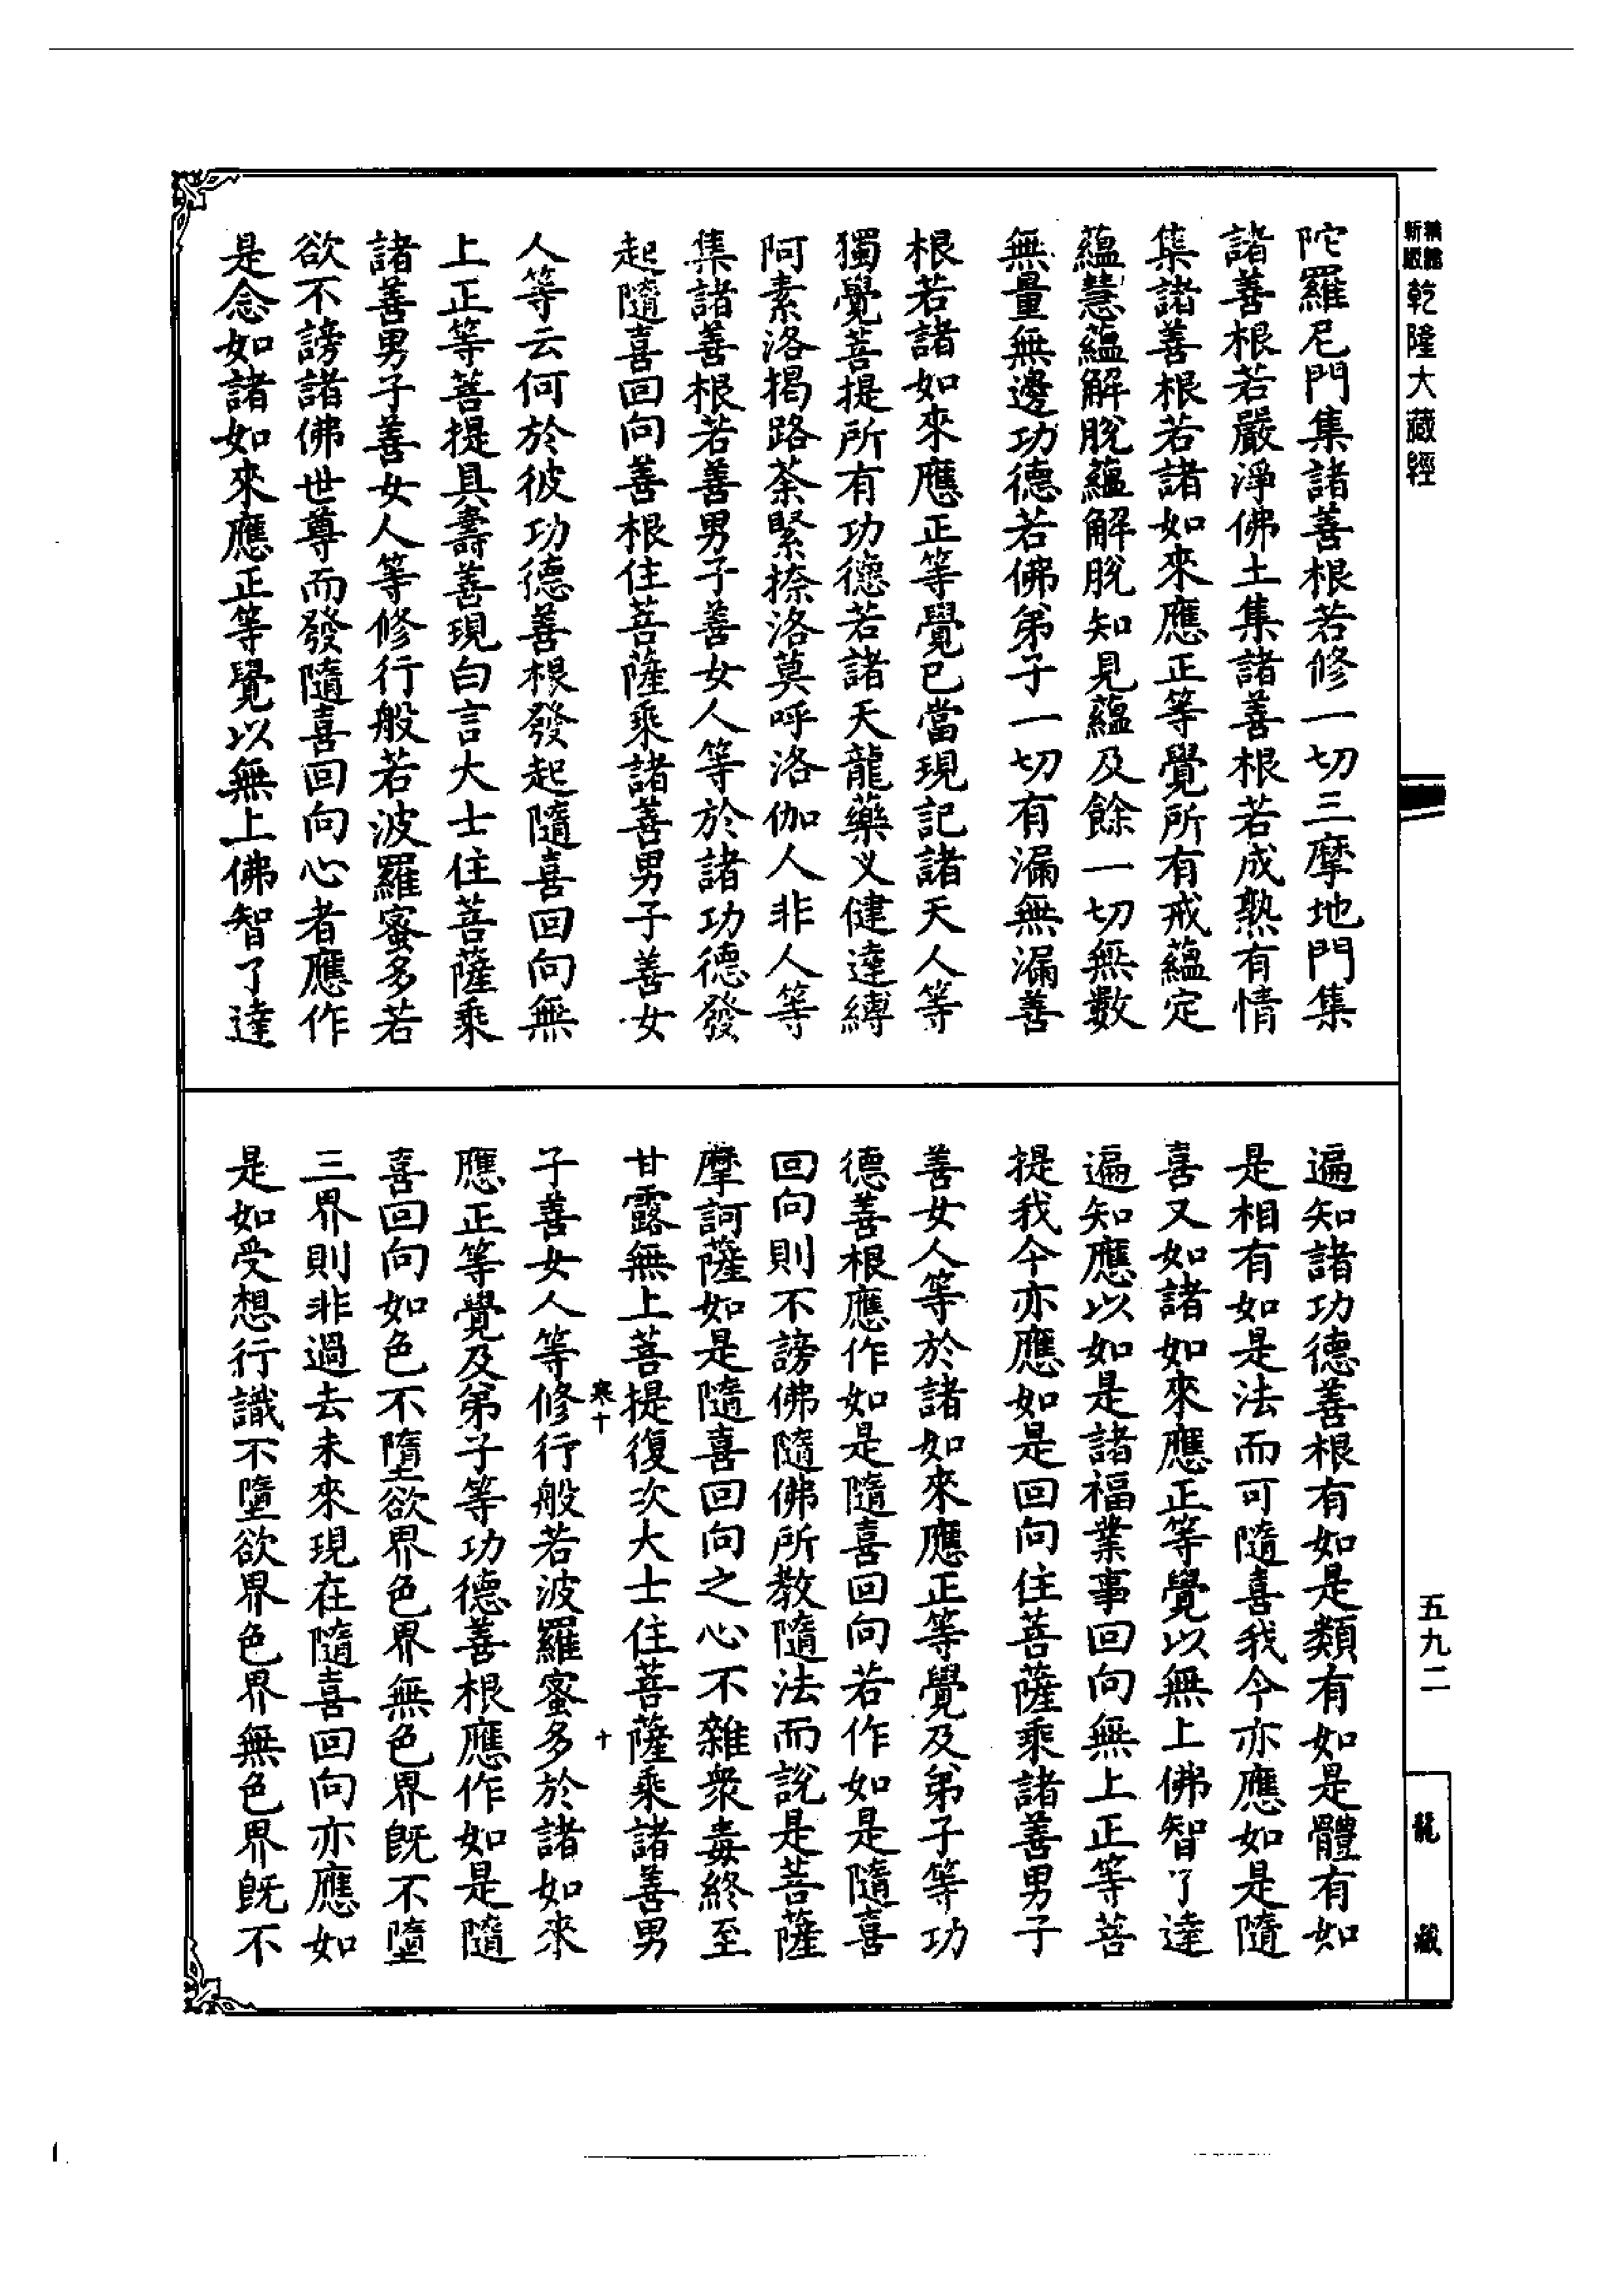 乾隆大藏經
陀羅尼門集諸善根若修一切三摩地門集
諸善根若嚴淨佛土集諸善根若成熟有情
集諸善根若諸如來應正等覺所有戒蘊定
蘊慧蘊解脫蘊解脫知見蘊及餘一切無數
無量無邊功德若佛弟子一切有漏無漏善
根若諸如來應正等覺已當現記諸天人等
獨覺菩提所有功德若諸天龍藥义健達縛
阿素洛揭路荼緊捺洛莫呼洛伽人非人等
集諸善根若善男子善女人等於諸功德發
起隨喜回向善根住菩薩乘諸善男子善女
人等云何於彼功德善根發起隨喜回向無
上正等菩提具壽善現白言大士住菩薩乘
諸善男子善女人等修行般若波羅蜜多若
欲不謗諸佛世尊而發隨喜回向心者應作
是念如諸如來應正等覺以無上佛智了達
遍知諸功德善根有如是類有如是體有如
是相有如是法而可隨喜我今亦應如是隨
喜又如諸如來應正等覺以無上佛智了達
遍知應以如是諸福業事回向無上正等菩
提我今亦應如是回向住菩薩乘諸善男子
善女人等於諸如來應正等覺及弟子等功
德善根應作如是隨喜回向若作如是隨喜
回向則不謗佛隨佛所教隨法而說是菩薩
摩訶薩如是隨喜回向之心不雜衆毒終至
甘露無上菩提復次大士住菩薩乘諸善男
寒十
十
子善女人等修行般若波羅蜜多於諸如來
應正等覺及弟子等功德善根應作如是隨
喜回向如色不墮欲界色界無色界既不墮
三界則非過去未來現在隨喜回向亦應如
是如受想行識不墮欲界色界無色界既不
五九二
龍藏